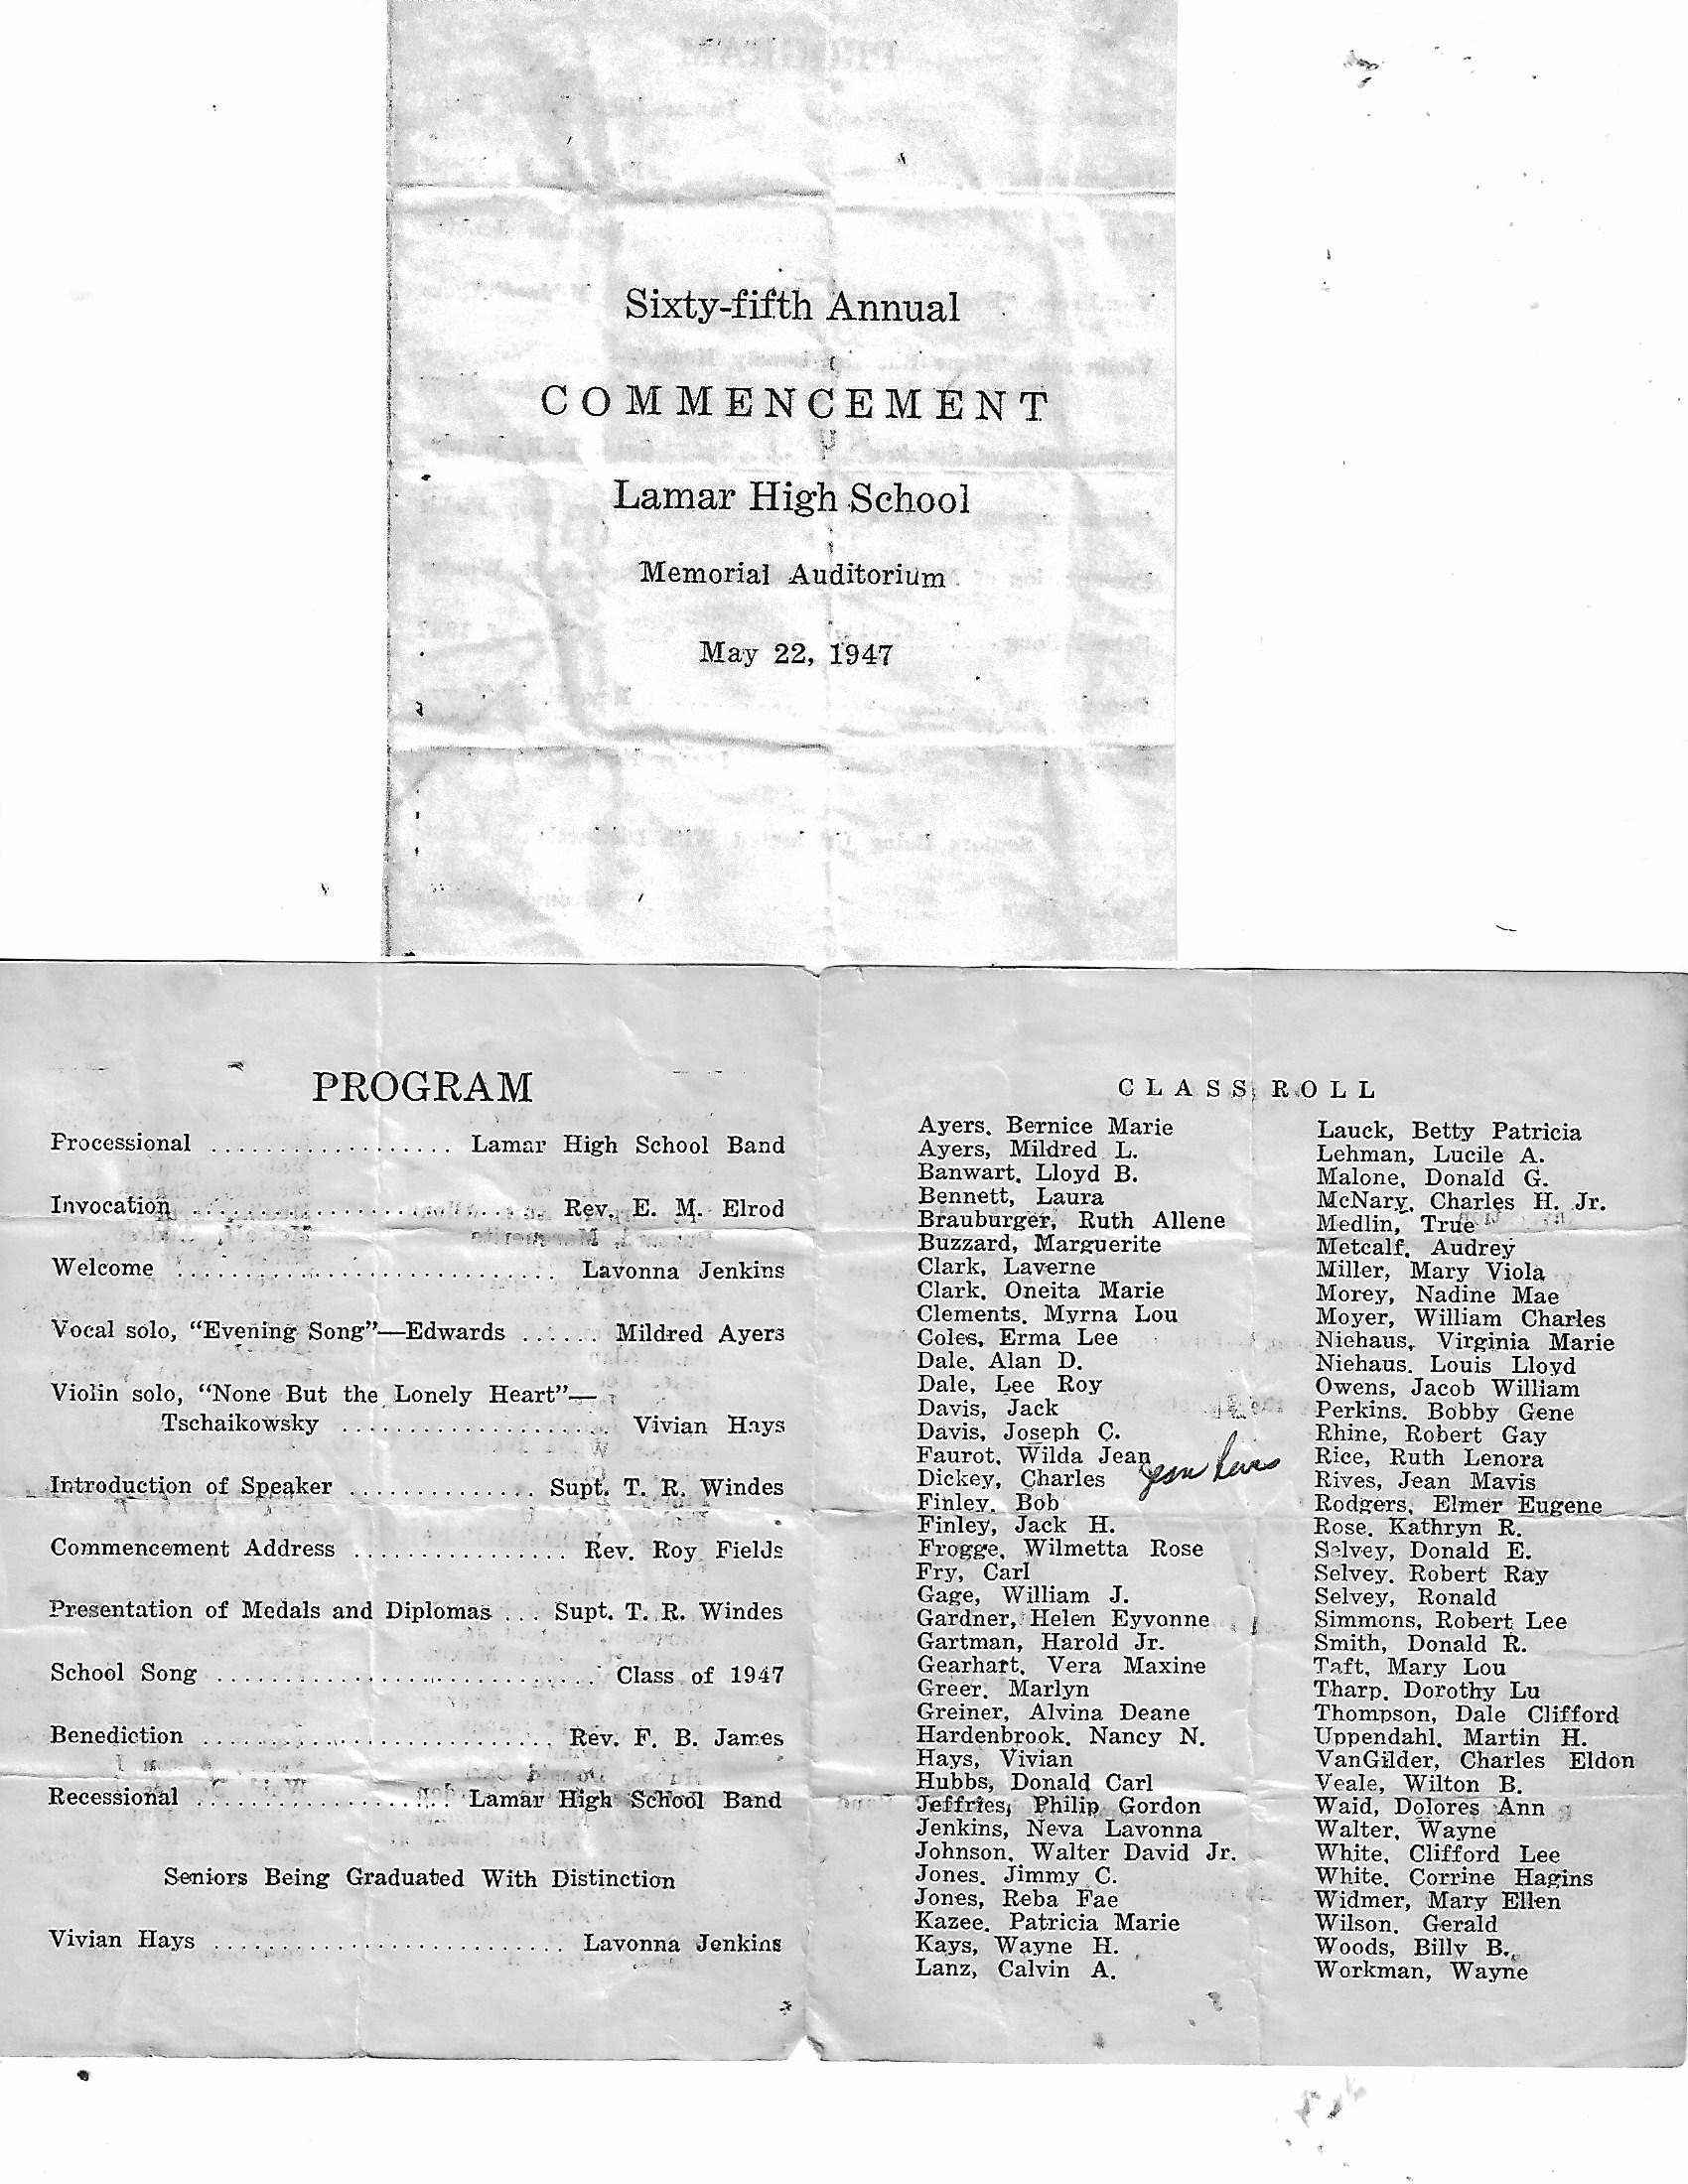 Sixty-fifth Annual
COMMENCEMENT
Lamar High School
Memorial Auditorium
May 22, 1947
PROGRAM
Processional .................. Lamar High School Band
Invocation ........................... Rev. E. M. Elrod
Welcome ............................ Lavonna Jenkins
Vocal solo, “Evening Song”—Edwards ...... Mildred Ayers
Violin solo, “None But the Lonely Heart”—
Tschaikowsky .................... Vivian Hays
Introduction of Speaker .............. Supt. T. R. Windes
Commencement Address ................ Rev. Roy Fields
Presentation of Medals and Diplomas ... Supt. T. R. Windes
School Song ............................ Class of 1947
Benediction .......................... Rev. F. B. James
Recessional ................... Lamar High School Band
Seniors Being Graduated With Distinction
Vivian Hays .......................... Lavonna Jenkins
CLASS ROLL
Ayers. Bernice Marie
Ayers, Mildred L.
Banwart, Lloyd B.
Bennett, Laura
Brauburger, Ruth Allene
Buzzard, Marguerite
Clark, Laverne
Clark. Oneita Marie
Clements. Myrna Lou
Coles, Erma Lee
Dale. Alan D.
Dale, Lee Roy
Davis, Jack
Davis, Joseph C.
Faurot. Wilda Jean
Dickey, Charles
Finley. Bob
Finley, Jack H.
Frogge, Wilmetta Rose
Fry, Carl
Gage, William J.
Gardner, Helen Eyvonne
Gartman, Harold Jr.
Gearhart, Vera Maxine
Greer. Marlyn
Greiner, Alvina Deane
Hardenbrook. Nancy N.
Hays, Vivian
Hubbs, Donald Carl
Jeffries, Philip Gordon
Jenkins, Neva Lavonna
Johnson. Walter David Jr.
Jones. Jimmy C.
Jones, Reba Fae
Kazee. Patricia Marie
Kays, Wayne H.
Lanz, Calvin A.
Jean Rives
Lauck, Betty Patricia
Lehman, Lucile A.
Malone, Donald G.
McNary, Charles H. Jr.
Medlin, True
Metcalf. Audrey
Miller, Mary Viola
Morey, Nadine Mae
Moyer, William Charles
Niehaus, Virginia Marie
Niehaus. Louis Lloyd
Owens, Jacob William
Perkins. Bobby Gene
Rhine, Robert Gay
Rice, Ruth Lenora
Rives, Jean Mavis
Rodgers, Elmer Eugene
Rose. Kathryn R.
Selvey, Donald E.
Selvey. Robert Ray
Selvey, Ronald
Simmons, Robert Lee
Smith, Donald R.
Taft, Mary Lou
Tharp. Dorothy Lu
Thompson, Dale Clifford
Uppendahl, Martin H.
VanGilder, Charles Eldon
Veale, Wilton B.
Waid, Dolores Ann
Walter, Wayne
White, Clifford Lee
White. Corrine Hagins
Widmer, Mary Ellen
Wilson. Gerald
Woods, Billy B.
Workman, Wayne